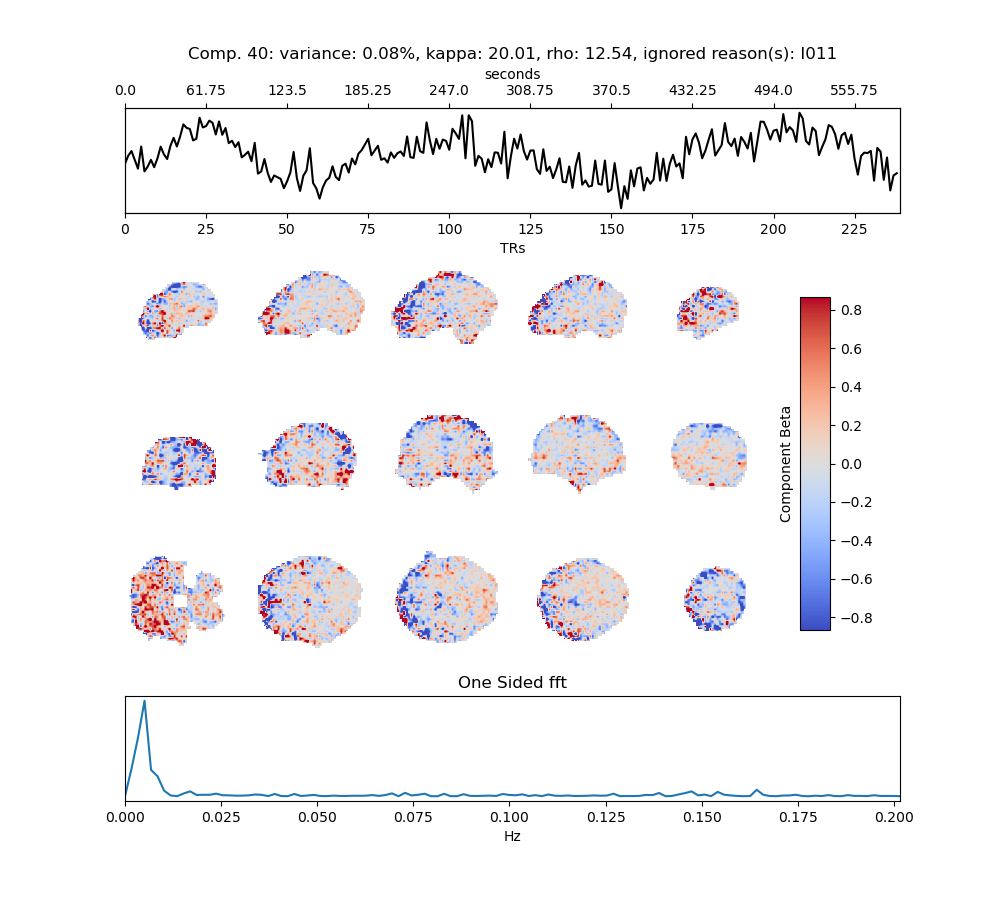 Comp. 40: variance: 0.08%, kappa: 20.01, rho: 12.54, ignored reason(s): I011
seconds
0.0 61.75 123.5 185.25 247.0 308.75 370.5 432.25 494.0 555.75
0 25 50 75 100 125 150 175 200 225
TRs
0.8
0.6
0.4
0.2
0.0
−0.2
−0.4
−0.6
−0.8
Component Beta
One Sided fft
0.000 0.025 0.050 0.075 0.100 0.125 0.150 0.175 0.200
Hz